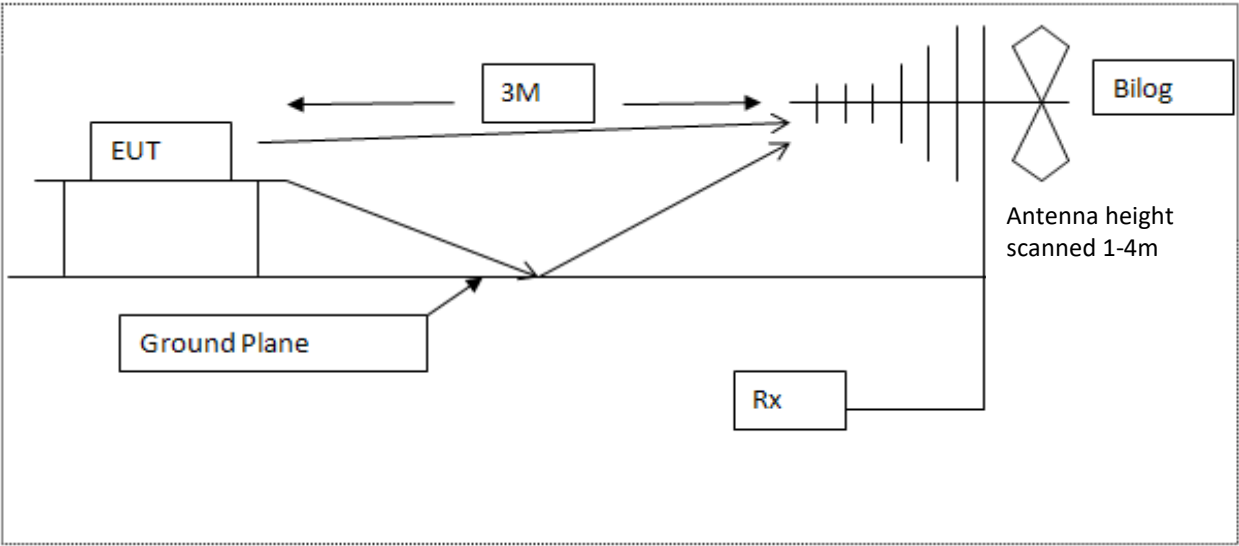 3M
Bilog
EUT
Antenna height
scanned 1-4m
Ground Plane
Rx